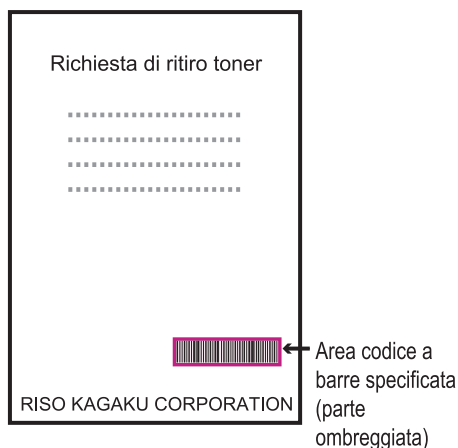 Richiesta di ritiro toner
Area codice a
barre specificata
(parte
ombreggiata)
RISO KAGAKU CORPORATION